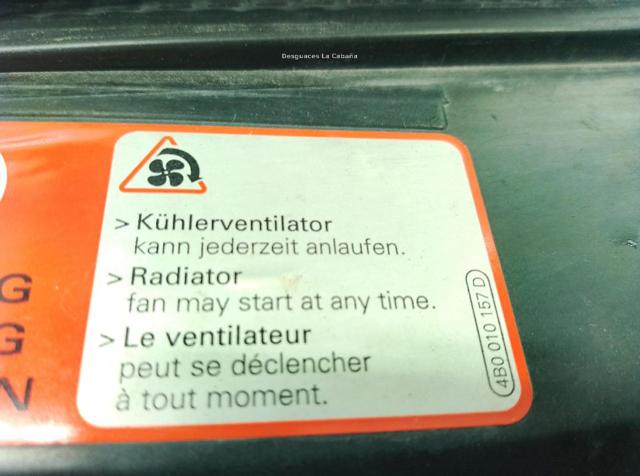 Desguaces La Cabaña
> Kühlerventilator
kann jederzeit anlaufen.
> Radiator
fan may start at any time.
> Le ventilateur
peut se déclencher
à tout moment.
4B0 010 157 D
G
G
N